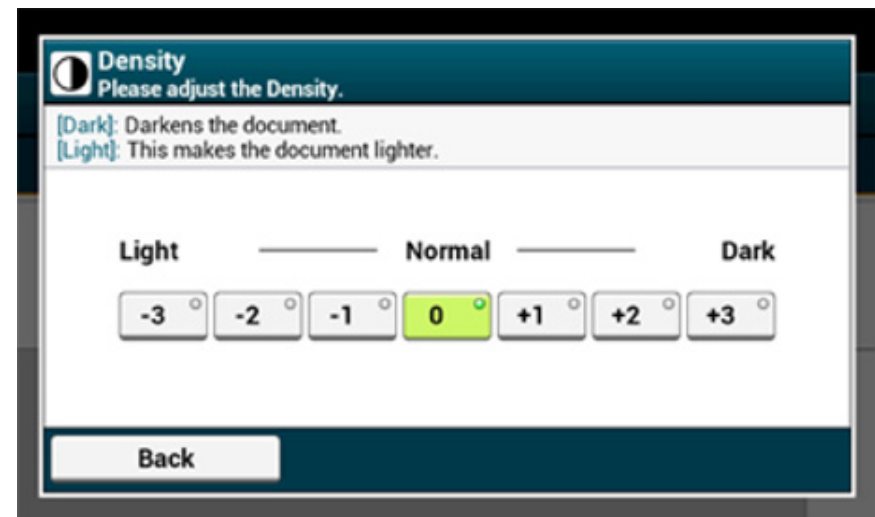 Density
Please adjust the Density.
[Dark]: Darkens the document.
[Light]: This makes the document lighter.
Light Normal Dark
-3 -2 -1 0 +1 +2 +3
Back